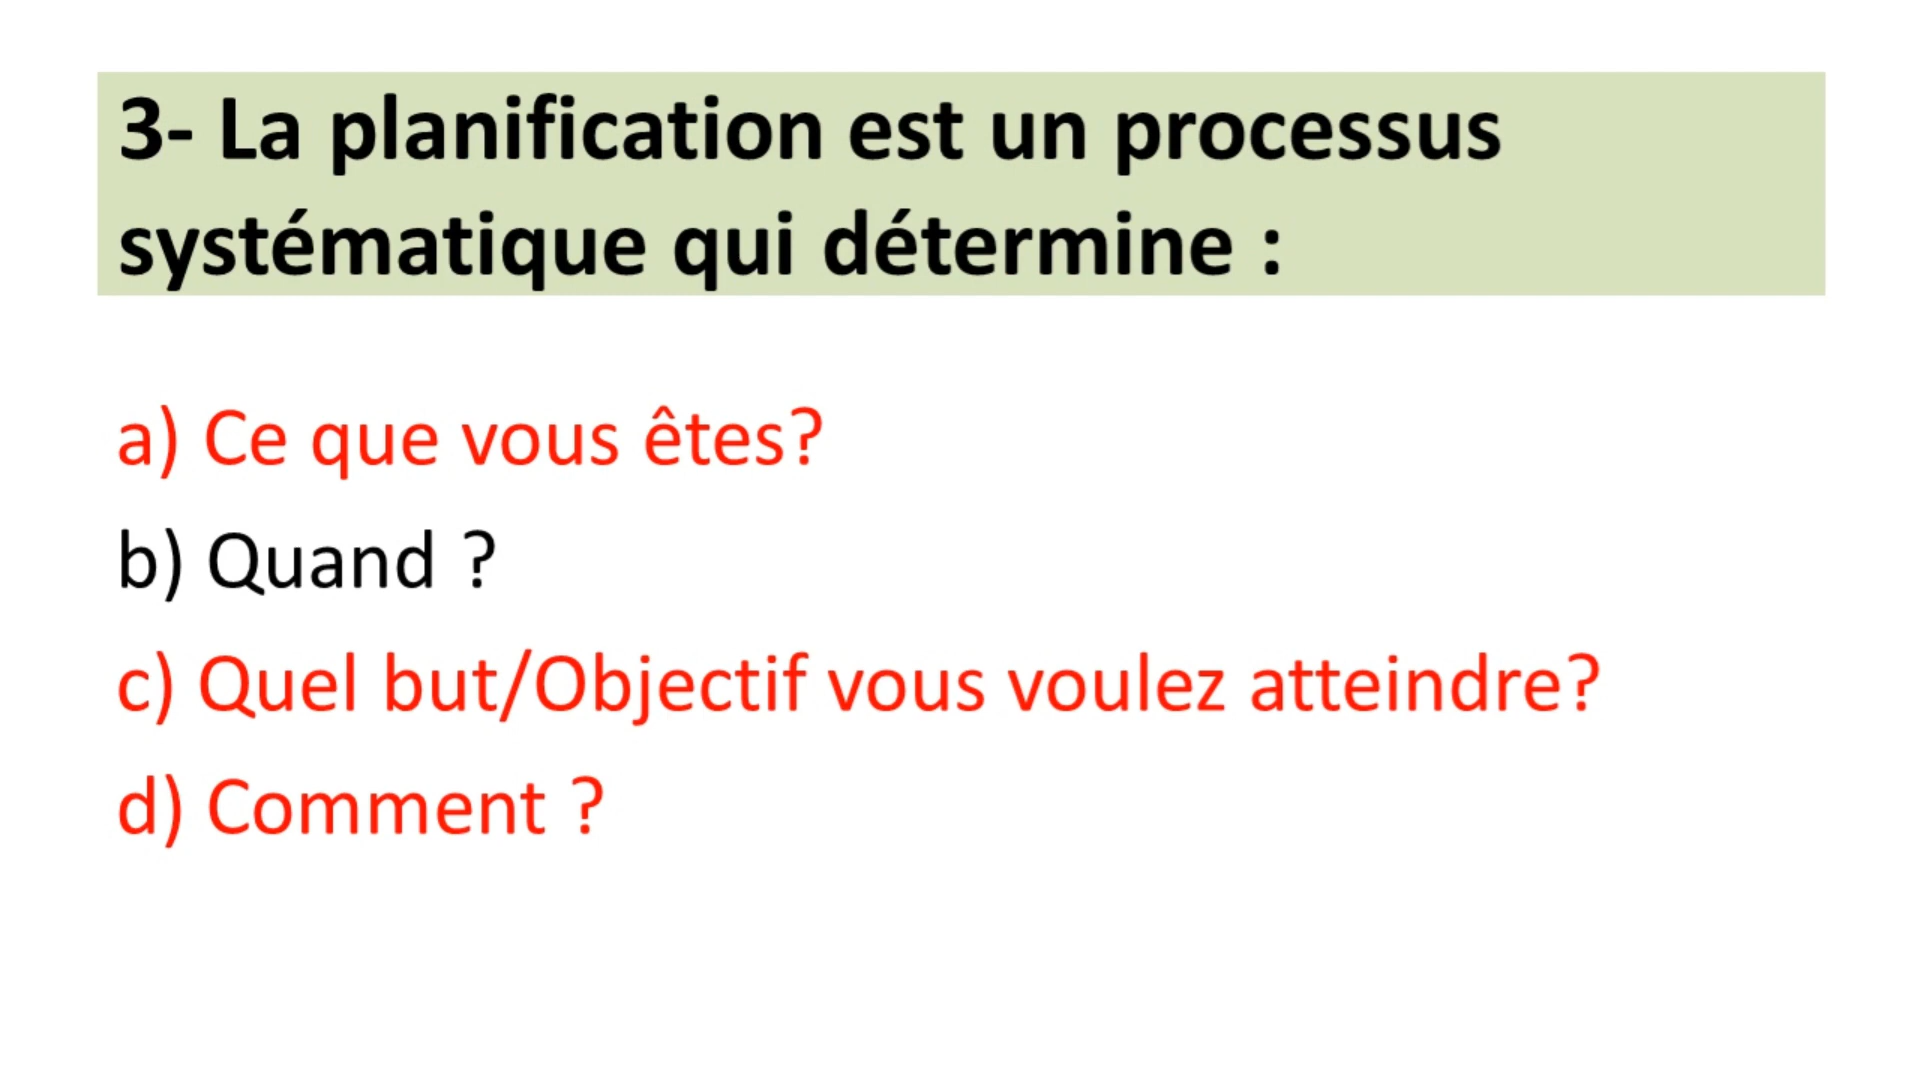 3- La planification est un processus
systématique qui détermine :
a) Ce que vous êtes?
b) Quand ?
c) Quel but/Objectif vous voulez atteindre?
d) Comment ?